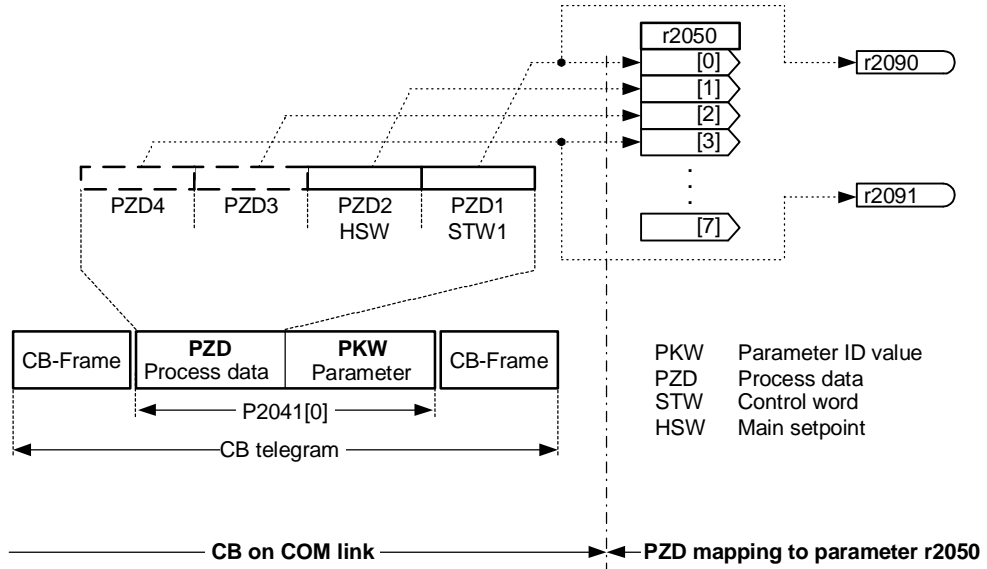 r2050
[0]
[1]
[2]
[3]
[7]
r2090
r2091
PZD4 PZD3 PZD2 PZD1
HSW STW1
CB-Frame PZD PKW CB-Frame
Process data Parameter
P2041[0]
CB telegram
PKW Parameter ID value
PZD Process data
STW Control word
HSW Main setpoint
CB on COM link PZD mapping to parameter r2050